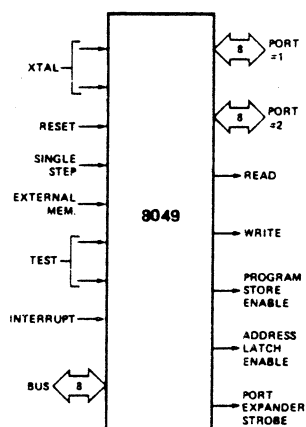 XTAL
RESET
SINGLE
STEP
EXTERNAL
MEM.
TEST
INTERRUPT
BUS
8
8049
8
PORT
=1
8
PORT
=2
READ
WRITE
PROGRAM
STORE
ENABLE
ADDRESS
LATCH
ENABLE
PORT
EXPANDER
STROBE